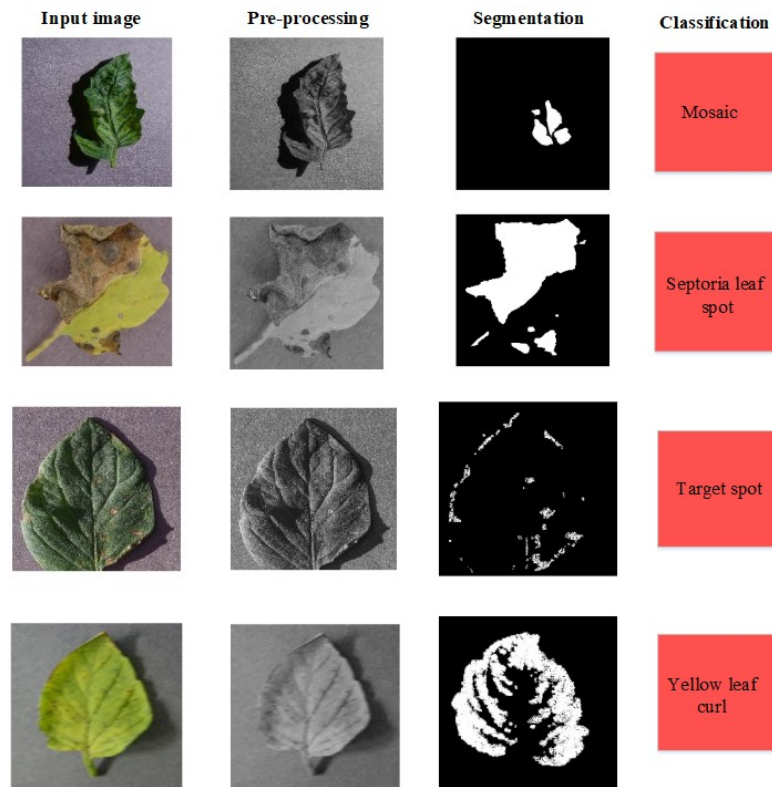 Input image
Pre-processing
Segmentation
Classification
Mosaic
Septoria leaf
spot
Target spot
Yellow leaf
curl